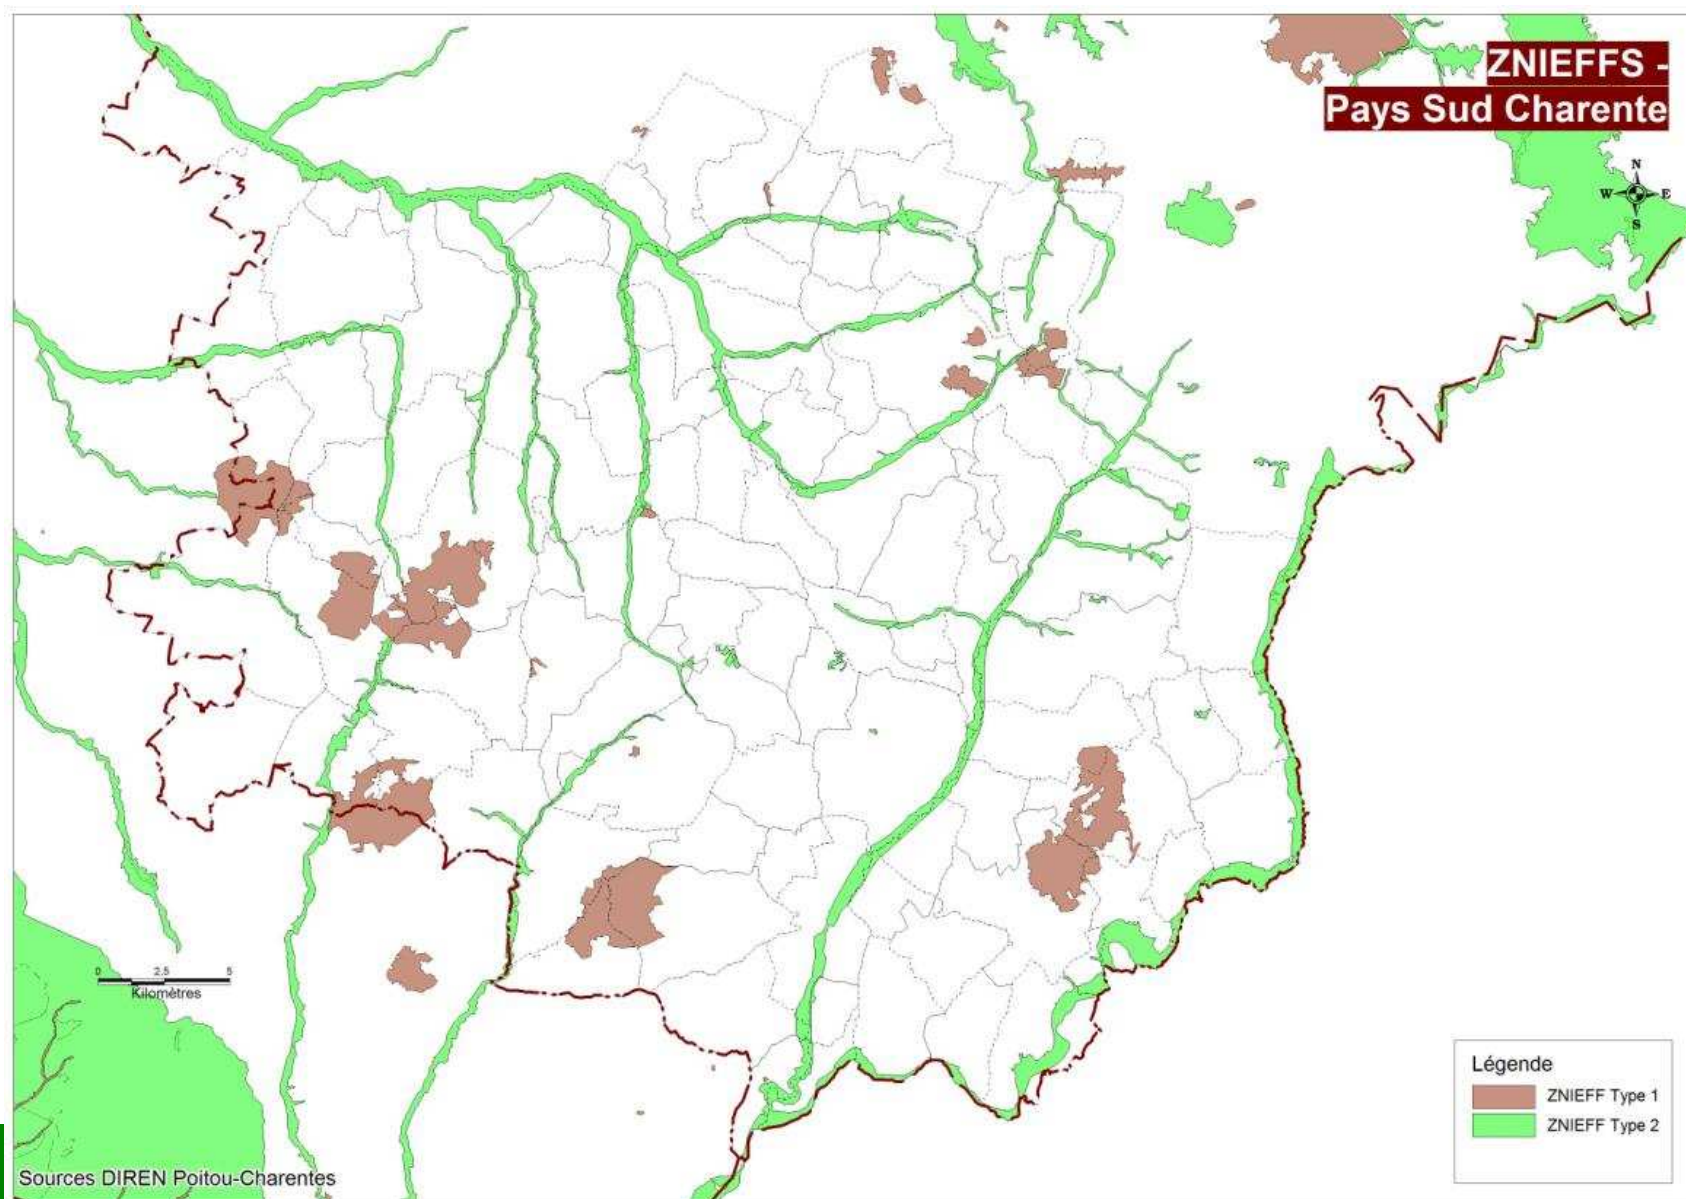 ZNIEFFS -
Pays Sud Charente
N
W E
S
0 2.5 5
Kilomètres
Légende
ZNIEFF Type 1
ZNIEFF Type 2
Sources DIREN Poitou-Charentes